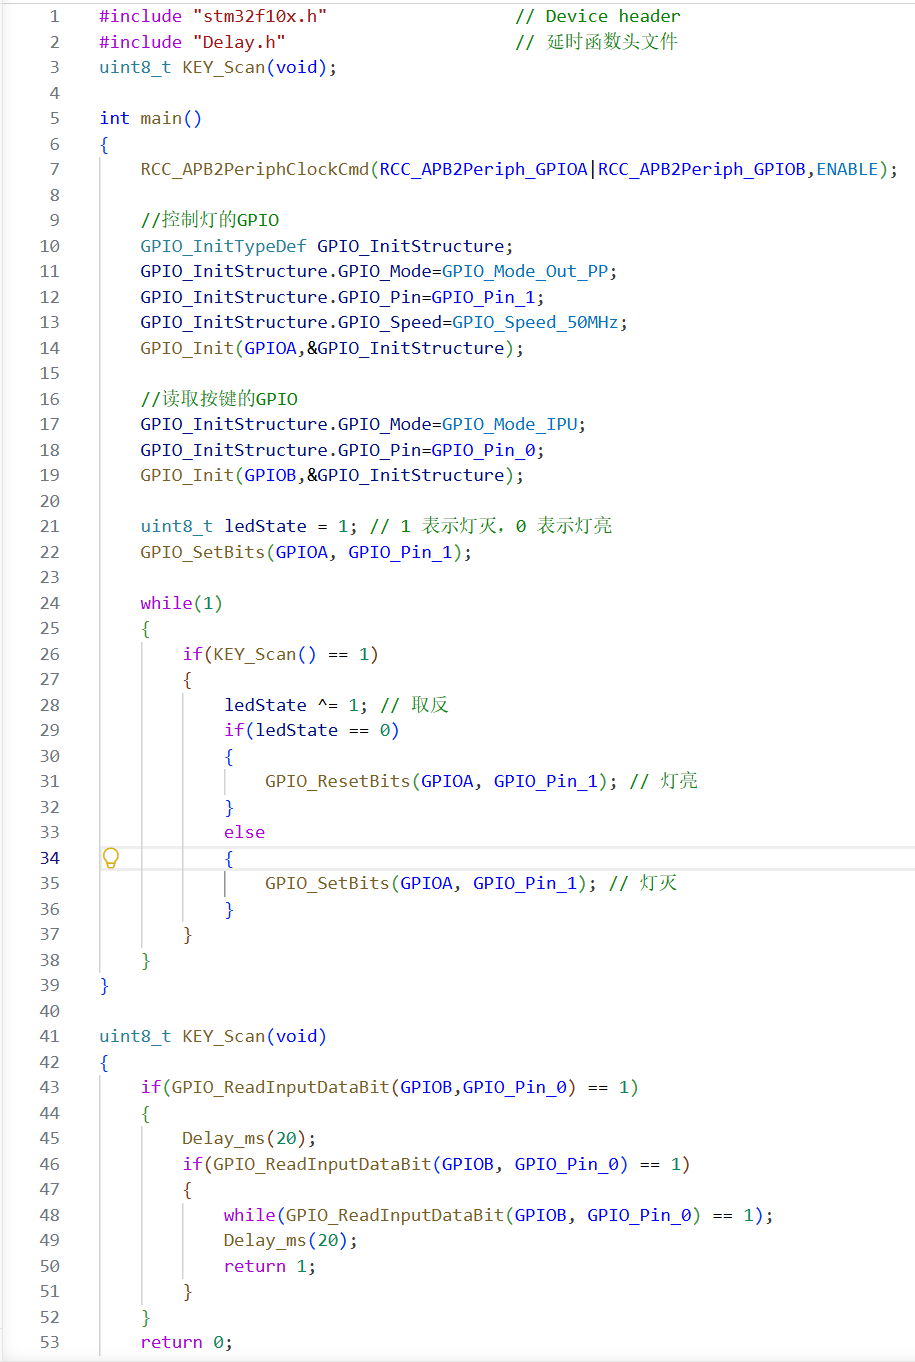 1 #include "stm32f10x.h" // Device header
2 #include "Delay.h" // 延时函数头文件
3 uint8_t KEY_Scan(void);
4
5 int main()
6 {
7 RCC_APB2PeriphClockCmd(RCC_APB2Periph_GPIOA|RCC_APB2Periph_GPIOB,ENABLE);
8
9 //控制灯的GPIO
10 GPIO_InitTypeDef GPIO_InitStructure;
11 GPIO_InitStructure.GPIO_Mode=GPIO_Mode_Out_PP;
12 GPIO_InitStructure.GPIO_Pin=GPIO_Pin_1;
13 GPIO_InitStructure.GPIO_Speed=GPIO_Speed_50MHz;
14 GPIO_Init(GPIOA,&GPIO_InitStructure);
15
16 //读取按键的GPIO
17 GPIO_InitStructure.GPIO_Mode=GPIO_Mode_IPU;
18 GPIO_InitStructure.GPIO_Pin=GPIO_Pin_0;
19 GPIO_Init(GPIOB,&GPIO_InitStructure);
20
21 uint8_t ledState = 1; // 1 表示灯灭，0 表示灯亮
22 GPIO_SetBits(GPIOA, GPIO_Pin_1);
23
24 while(1)
25 {
26 if(KEY_Scan() == 1)
27 {
28 ledState ^= 1; // 取反
29 if(ledState == 0)
30 {
31 GPIO_ResetBits(GPIOA, GPIO_Pin_1); // 灯亮
32 }
33 else
34 {
35 GPIO_SetBits(GPIOA, GPIO_Pin_1); // 灯灭
36 }
37 }
38 }
39 }
40
41 uint8_t KEY_Scan(void)
42 {
43 if(GPIO_ReadInputDataBit(GPIOB,GPIO_Pin_0) == 1)
44 {
45 Delay_ms(20);
46 if(GPIO_ReadInputDataBit(GPIOB, GPIO_Pin_0) == 1)
47 {
48 while(GPIO_ReadInputDataBit(GPIOB, GPIO_Pin_0) == 1);
49 Delay_ms(20);
50 return 1;
51 }
52 }
53 return 0;